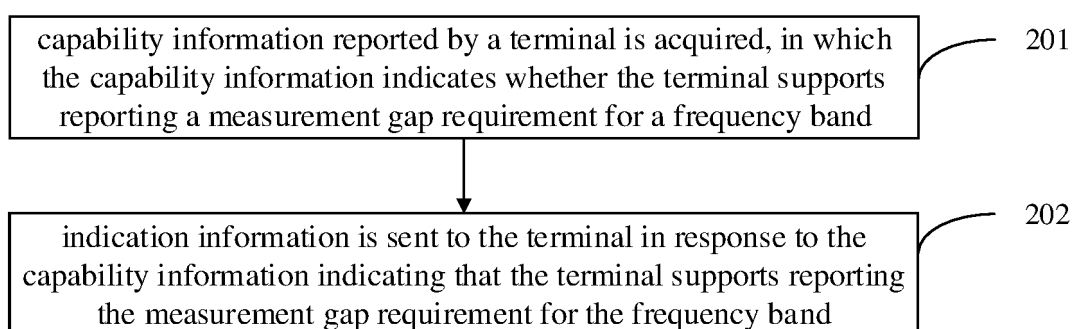 capability information reported by a terminal is acquired, in which
the capability information indicates whether the terminal supports
reporting a measurement gap requirement for a frequency band
201
indication information is sent to the terminal in response to the
capability information indicating that the terminal supports reporting
the measurement gap requirement for the frequency band
202